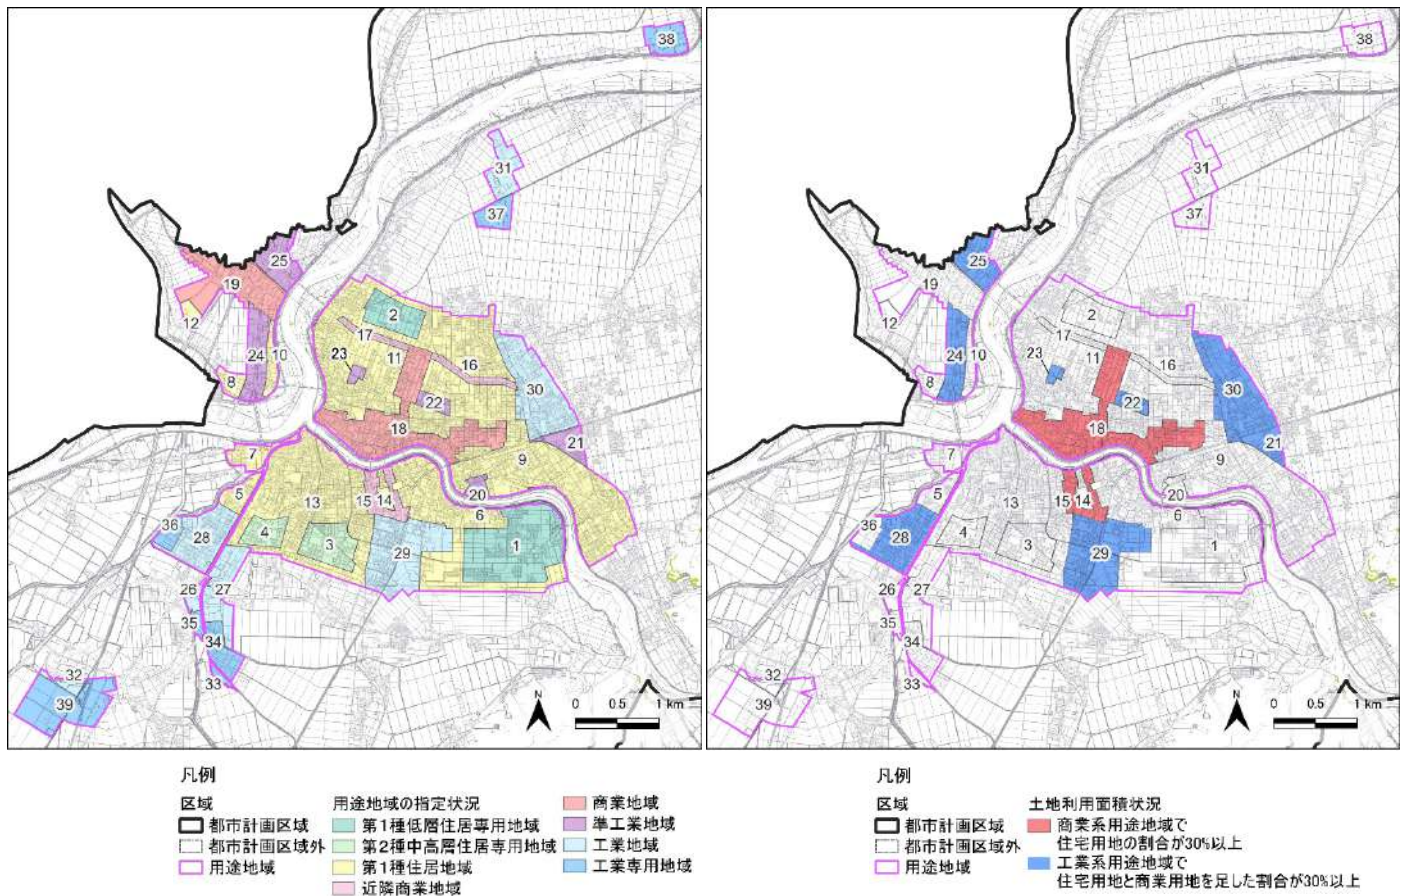 38
31
37
25
19
12
24
10
8
2
17
11
16
23
22
30
18
21
9
7
5
13
15
14
20
6
36
28
4
3
29
1
26
27
35
34
33
32
39
N
0 0.5 1 km
凡例
区域
都市計画区域
都市計画区域外
用途地域
用途地域の指定状況
第1種低層住居専用地域
第2種中高層住居専用地域
第1種住居地域
近隣商業地域
商業地域
準工業地域
工業地域
工業専用地域
38
31
37
25
19
12
24
10
8
2
17
11
16
23
22
30
18
21
9
7
5
13
15
14
20
6
36
28
4
3
29
1
26
27
35
34
33
32
39
N
0 0.5 1 km
凡例
区域
都市計画区域
都市計画区域外
用途地域
土地利用面積状況
商業系用途地域で
住宅用地の割合が30%以上
工業系用途地域で
住宅用地と商業用地を足した割合が30%以上